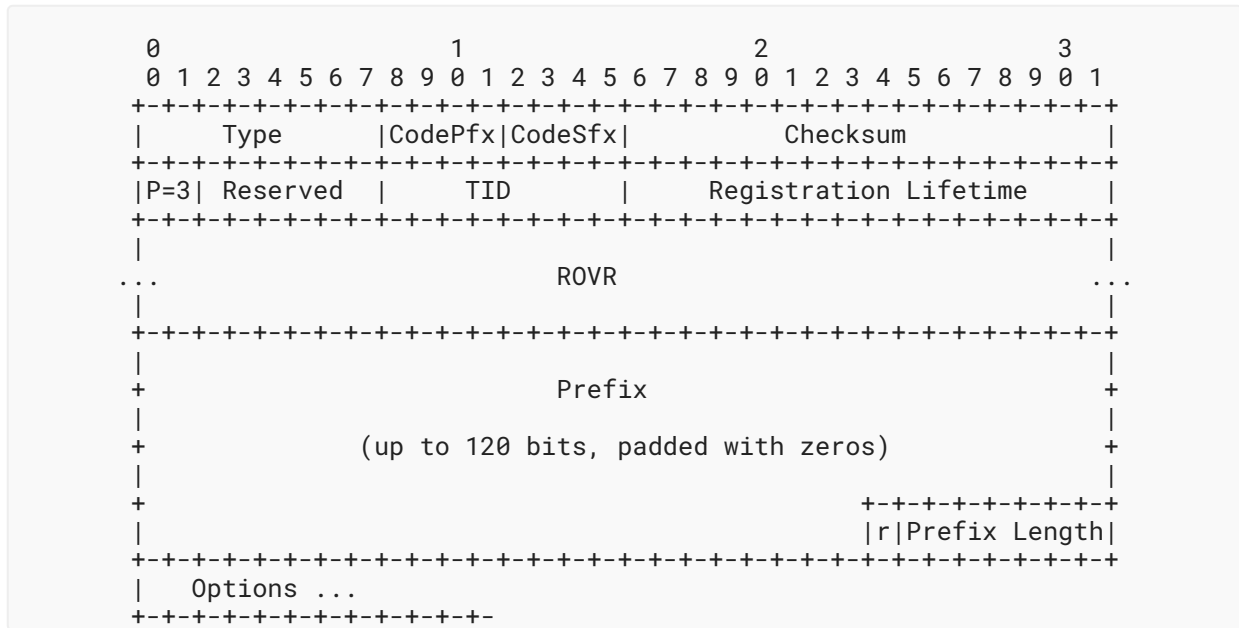 0                   1                   2                   3
 0 1 2 3 4 5 6 7 8 9 0 1 2 3 4 5 6 7 8 9 0 1 2 3 4 5 6 7 8 9 0 1
+-+-+-+-+-+-+-+-+-+-+-+-+-+-+-+-+-+-+-+-+-+-+-+-+-+-+-+-+-+-+-+-+
|     Type      |CodePfx|CodeSfx|          Checksum             |
+-+-+-+-+-+-+-+-+-+-+-+-+-+-+-+-+-+-+-+-+-+-+-+-+-+-+-+-+-+-+-+-+
|P=3| Reserved  |     TID       |     Registration Lifetime     |
+-+-+-+-+-+-+-+-+-+-+-+-+-+-+-+-+-+-+-+-+-+-+-+-+-+-+-+-+-+-+-+-+
|                                                               |
...                          ROVR                             ...
|                                                               |
+-+-+-+-+-+-+-+-+-+-+-+-+-+-+-+-+-+-+-+-+-+-+-+-+-+-+-+-+-+-+-+-+
|                                                               |
+                           Prefix                              +
|                                                               |
+              (up to 120 bits, padded with zeros)              +
|                                                               |
+                                               +-+-+-+-+-+-+-+-+
|                                               |r|Prefix Length|
+-+-+-+-+-+-+-+-+-+-+-+-+-+-+-+-+-+-+-+-+-+-+-+-+-+-+-+-+-+-+-+-+
|   Options ...
+-+-+-+-+-+-+-+-+-+-+-+-